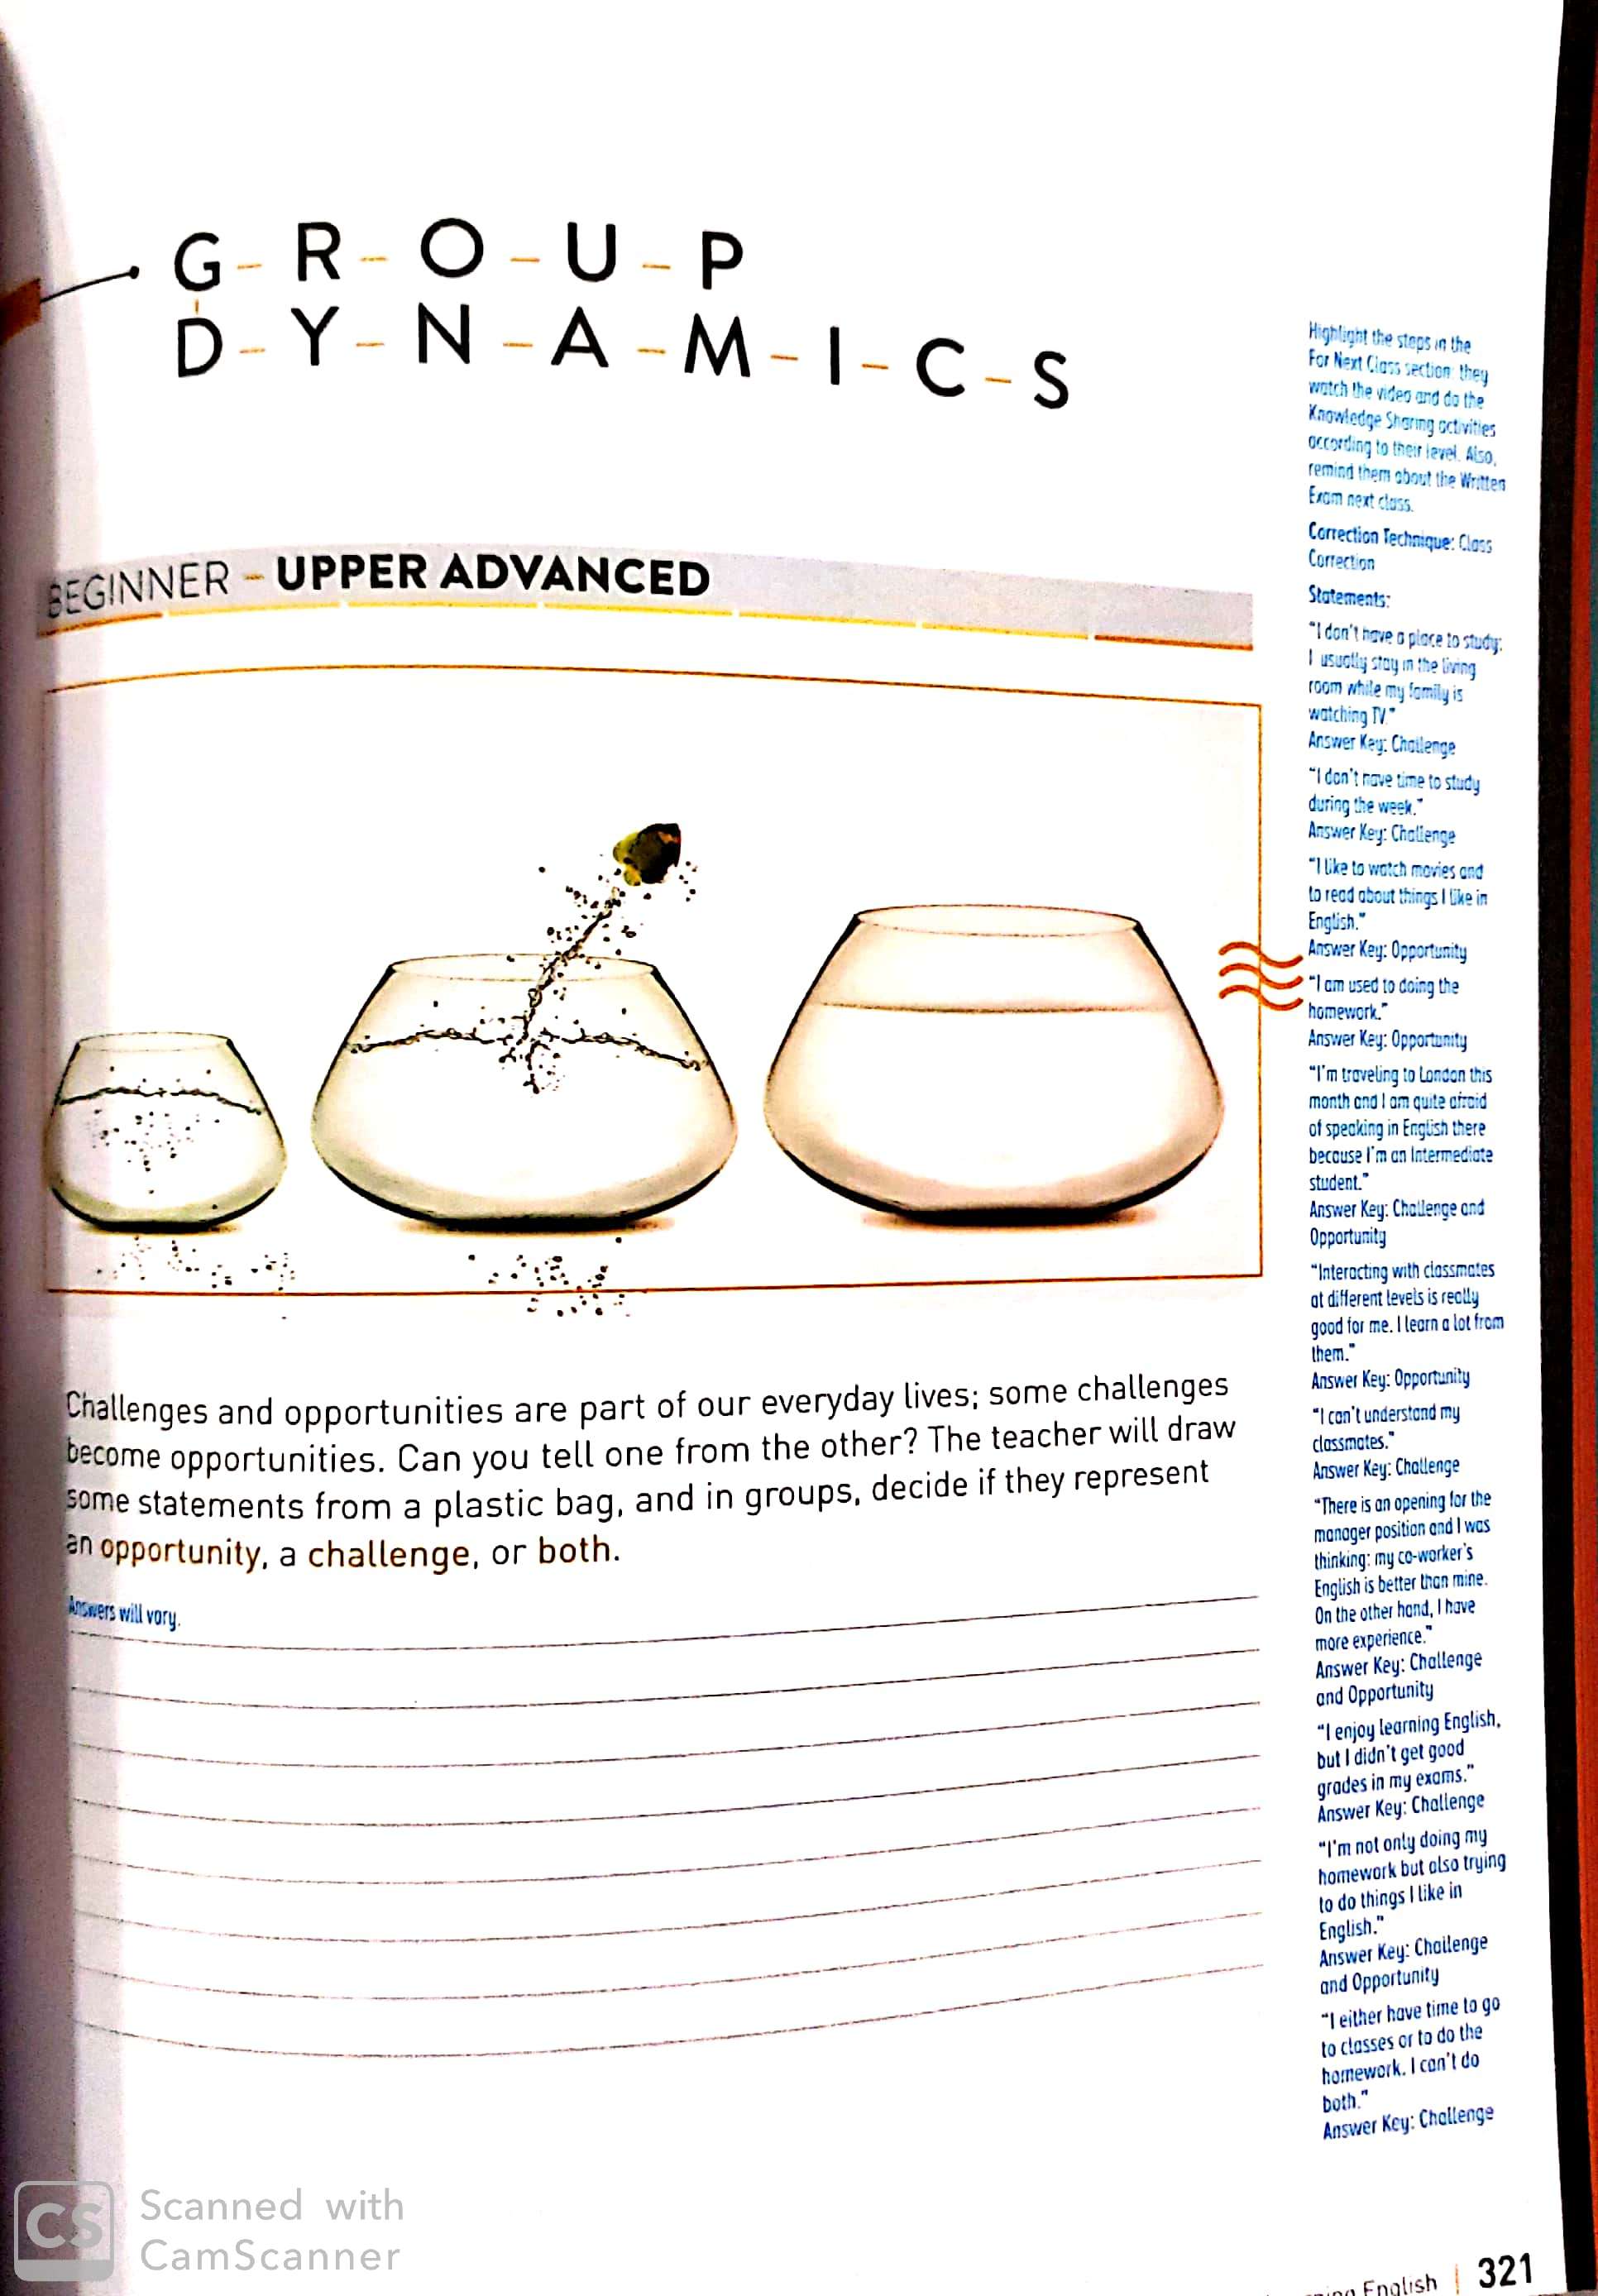 G-R-O-U-P
D-Y-N-A-M-I-C-S
BEGINNER - UPPER ADVANCED
Challenges and opportunities are part of our everyday lives; some challenges
become opportunities. Can you tell one from the other? The teacher will draw
some statements from a plastic bag, and in groups, decide if they represent
an opportunity, a challenge, or both.
Answers will vary.
Highlight the steps in the
For Next Class section: they
watch the video and do the
Knowledge Sharing activities
according to their level. Also,
remind them about the Written
Exam next class.
Correction Technique: Class
Correction
Statements:
"I don't have a place to study;
I usually stay in the living
room while my family is
watching TV."
Answer Key: Challenge
"I don't have time to study
during the week."
Answer Key: Challenge
"I like to watch movies and
to read about things I like in
English."
Answer Key: Opportunity
"I am used to doing the
homework."
Answer Key: Opportunity
"I'm traveling to London this
month and I am quite afraid
of speaking in English there
because I'm an Intermediate
student."
Answer Key: Challenge and
Opportunity
"Interacting with classmates
at different levels is really
good for me. I learn a lot from
them."
Answer Key: Opportunity
"I can't understand my
classmates."
Answer Key: Challenge
"There is an opening for the
manager position and I was
thinking: my co-worker's
English is better than mine.
On the other hand, I have
more experience."
Answer Key: Challenge
and Opportunity
"I enjoy learning English,
but I didn't get good
grades in my exams."
Answer Key: Challenge
"I'm not only doing my
homework but also trying
to do things I like in
English."
Answer Key: Challenge
and Opportunity
"I either have time to go
to classes or to do the
homework. I can't do
both."
Answer Key: Challenge
CS Scanned with
CamScanner
English | 321